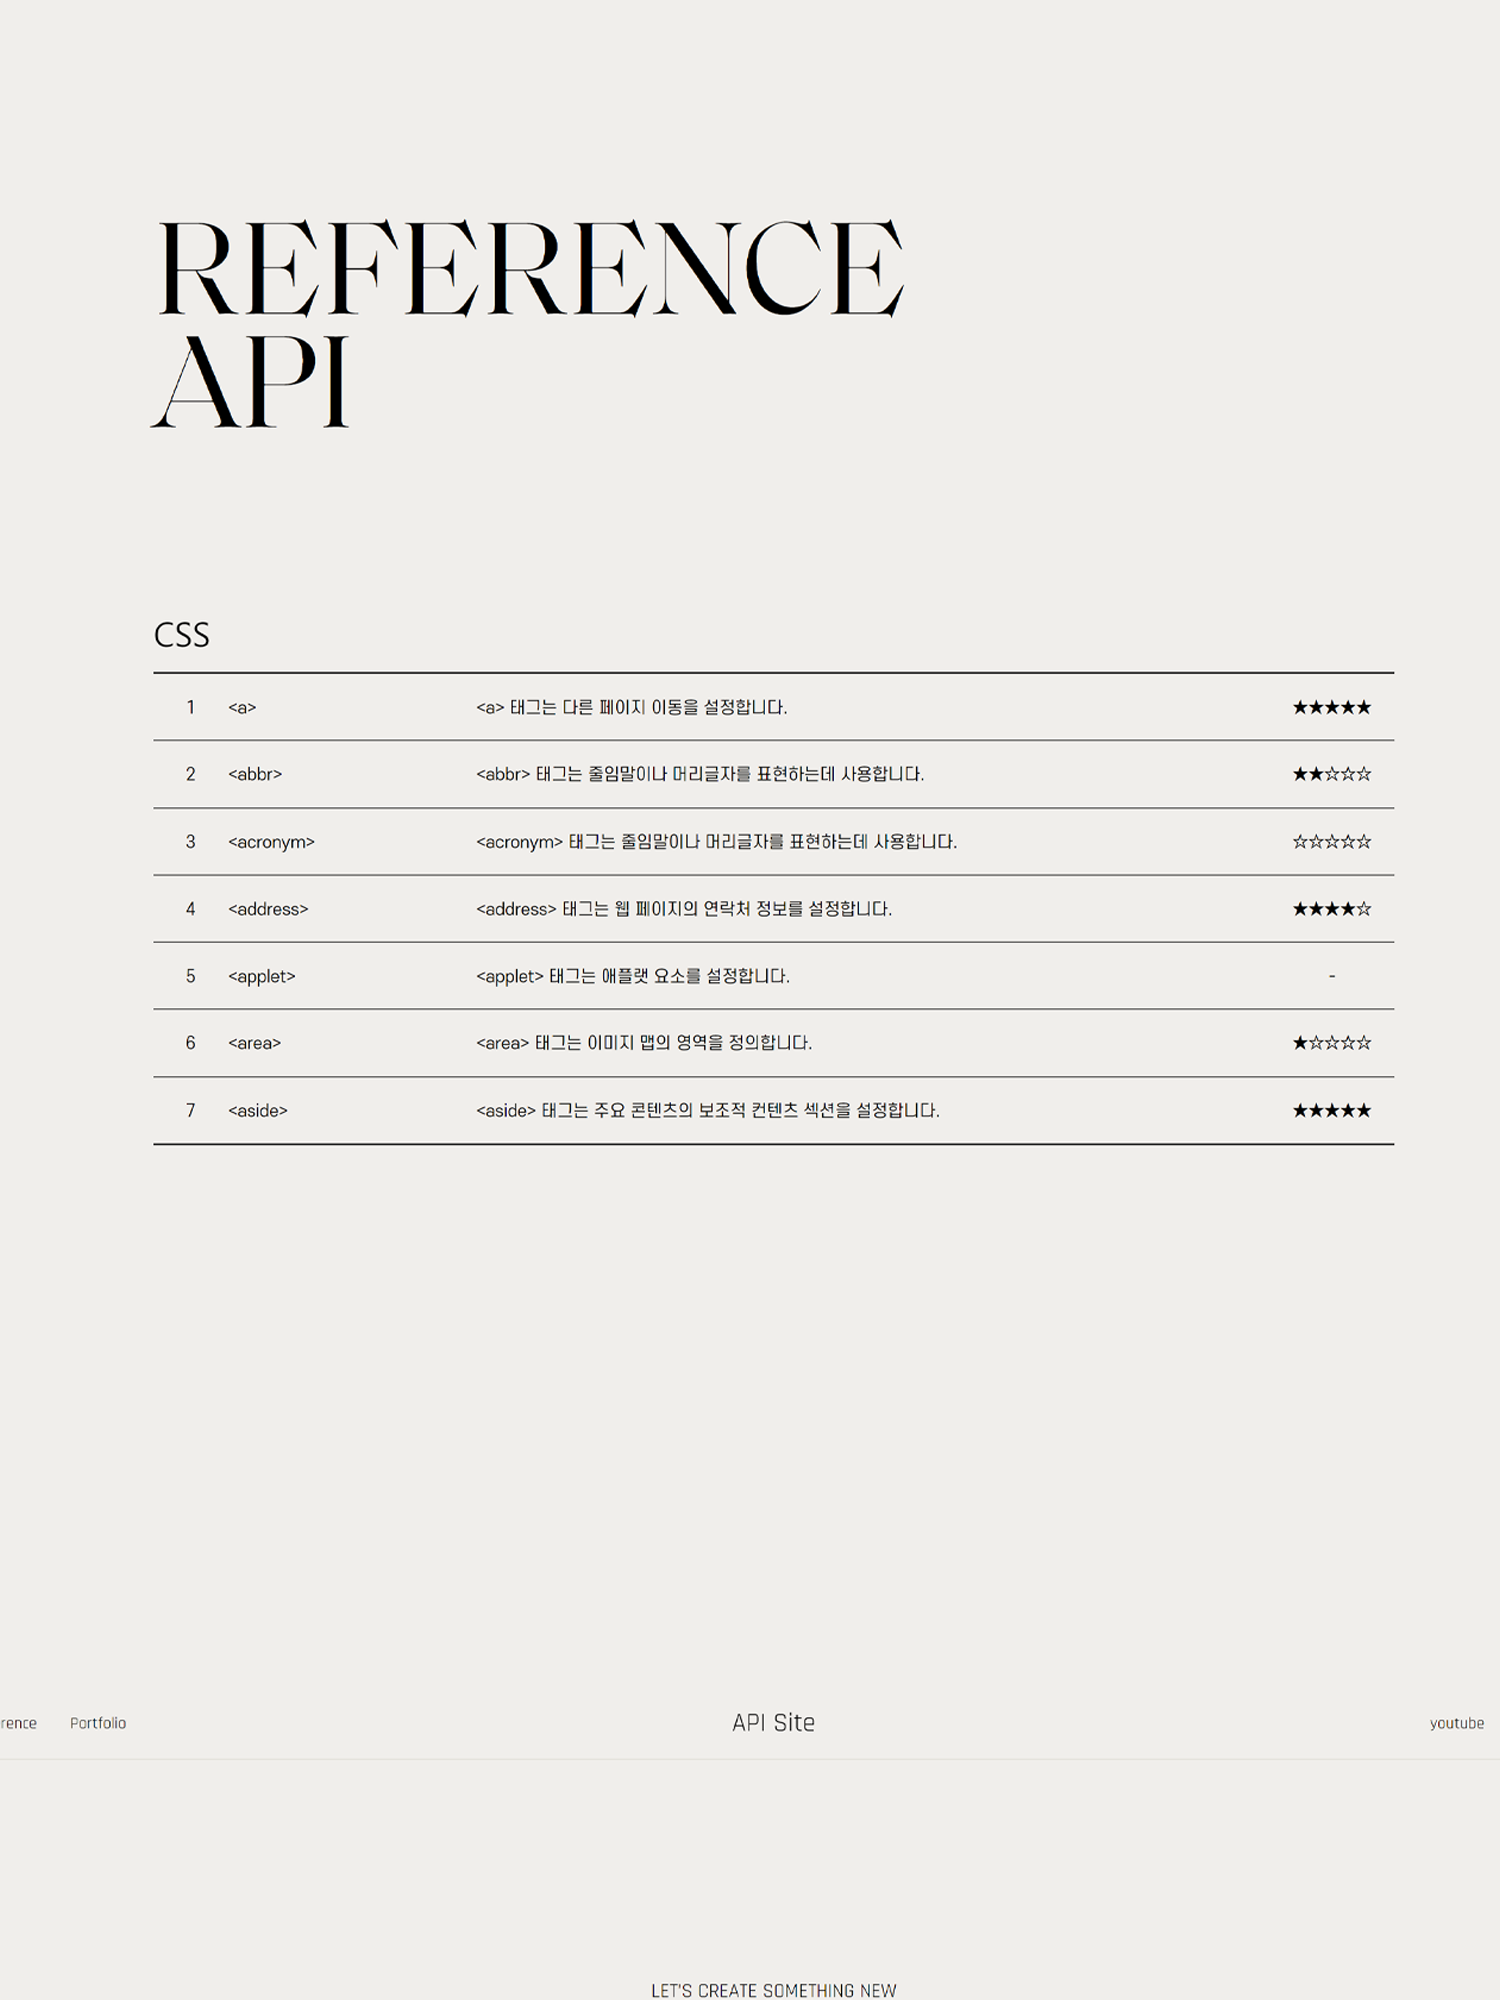 REFERENCE
API
CSS
1 <a> <a> 태그는 다른 페이지 이동을 설정합니다. ★★★★★
2 <abbr> <abbr> 태그는 줄임말이나 머리글자를 표현하는데 사용합니다. ★★☆☆☆
3 <acronym> <acronym> 태그는 줄임말이나 머리글자를 표현하는데 사용합니다. ☆☆☆☆☆
4 <address> <address> 태그는 웹 페이지의 연락처 정보를 설정합니다. ★★★★☆
5 <applet> <applet> 태그는 애플랫 요소를 설정합니다. -
6 <area> <area> 태그는 이미지 맵의 영역을 정의합니다. ★☆☆☆☆
7 <aside> <aside> 태그는 주요 콘텐츠의 보조적 컨텐츠 섹션을 설정합니다. ★★★★★
rence Portfolio API Site youtube
LET'S CREATE SOMETHING NEW